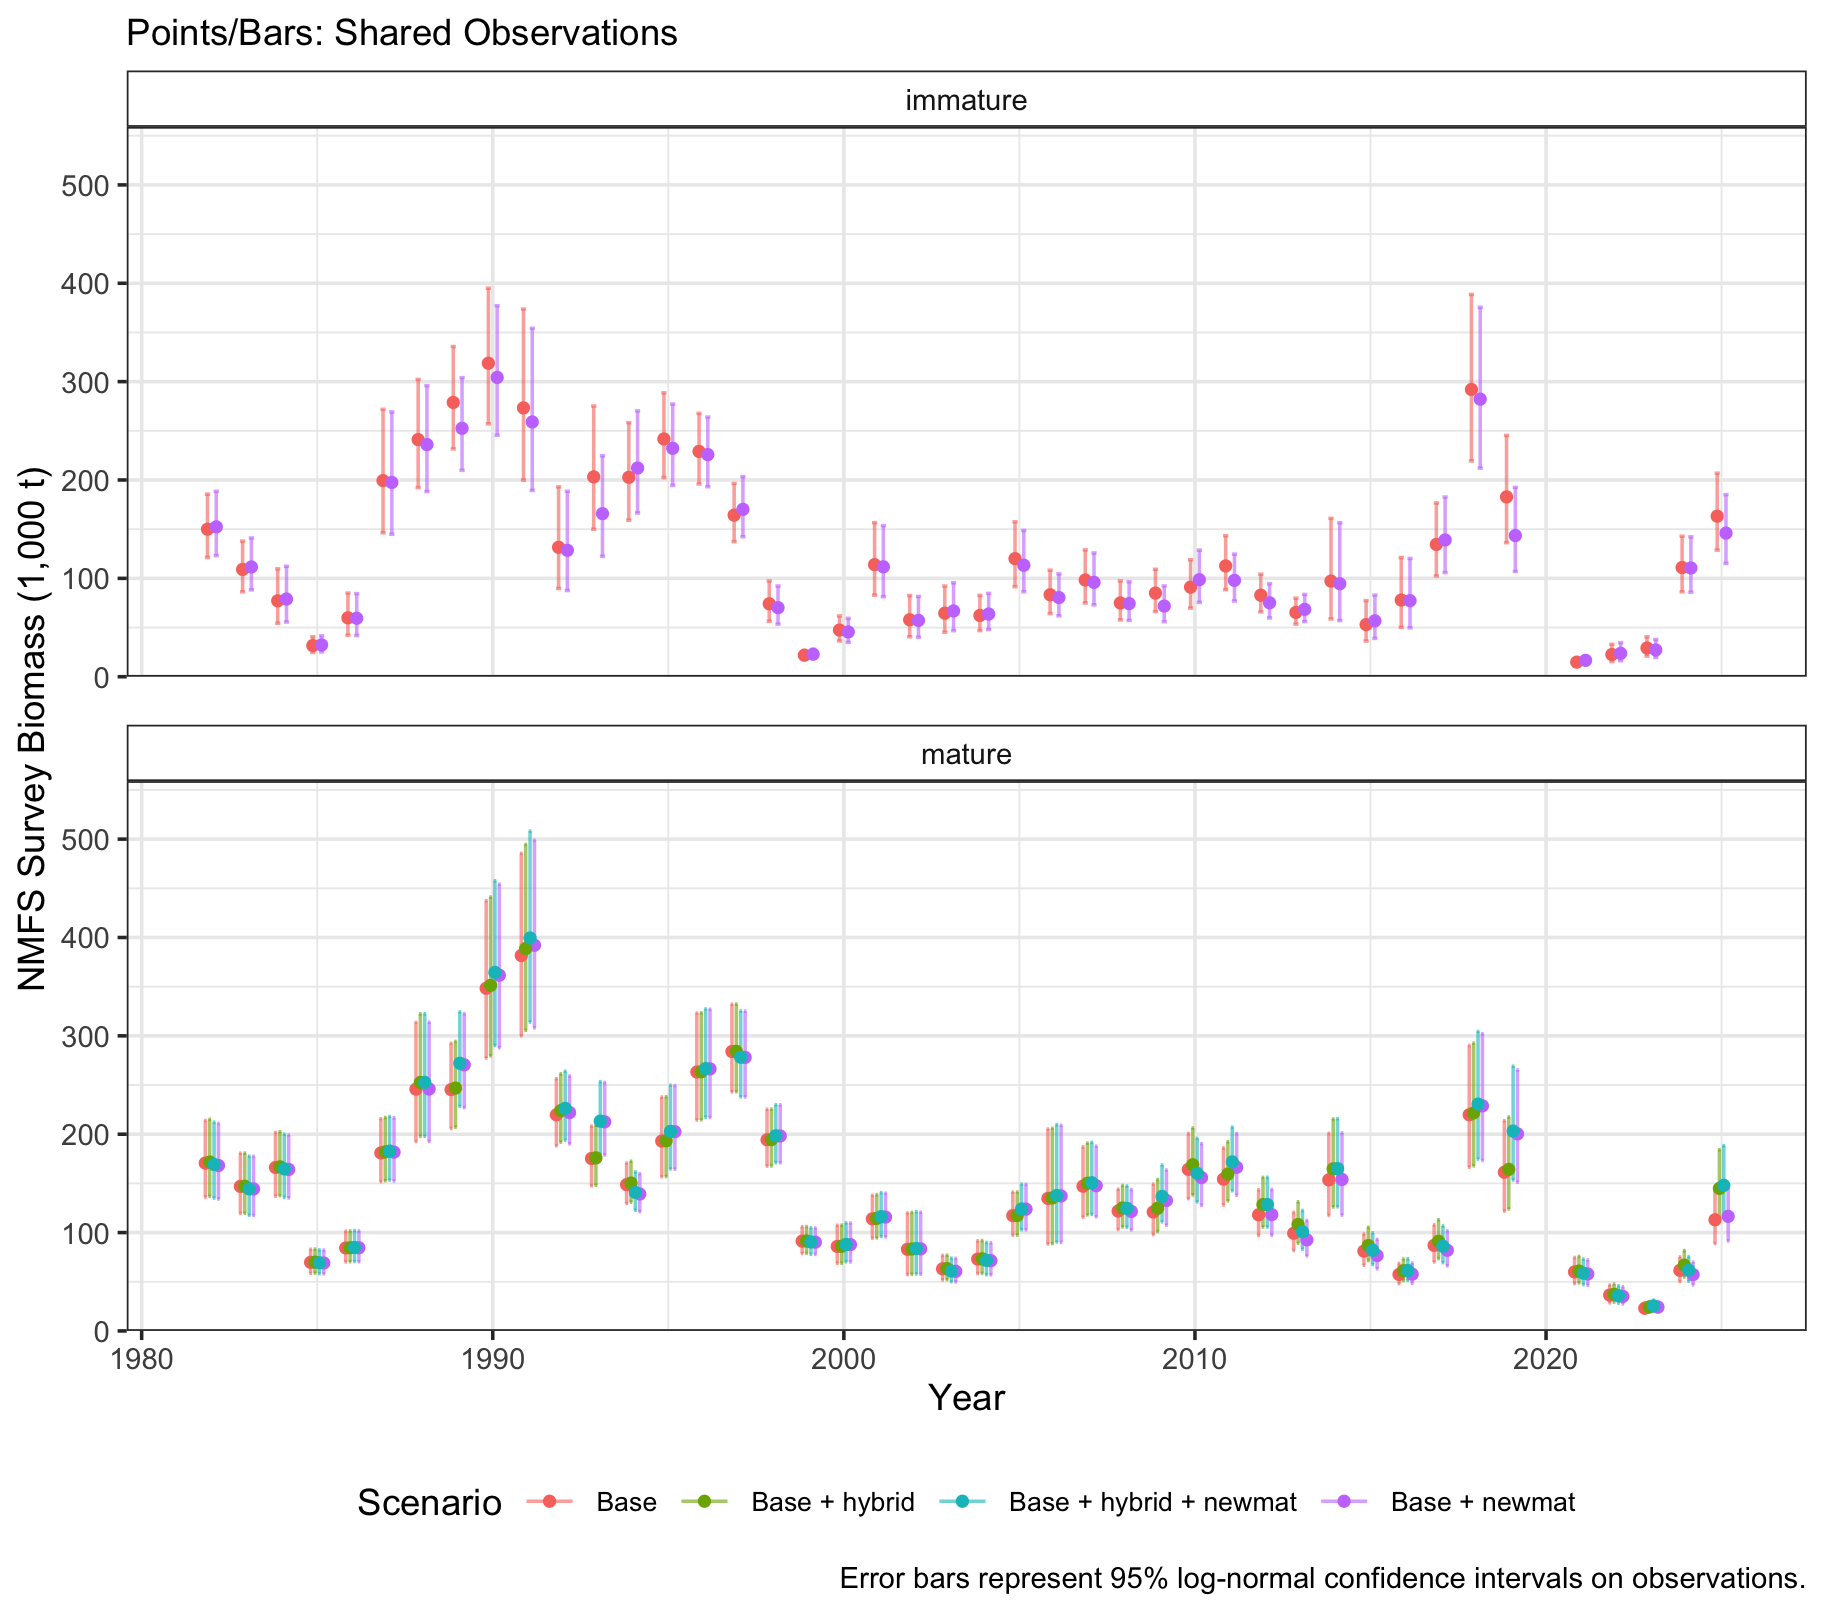 Points/Bars: Shared Observations
immature
500
400
300
200
100
0
NMFS Survey Biomass (1,000 t)
mature
500
400
300
200
100
0
1980 1990 2000 2010 2020
Year
Scenario Base Base + hybrid Base + hybrid + newmat Base + newmat
Error bars represent 95% log-normal confidence intervals on observations.